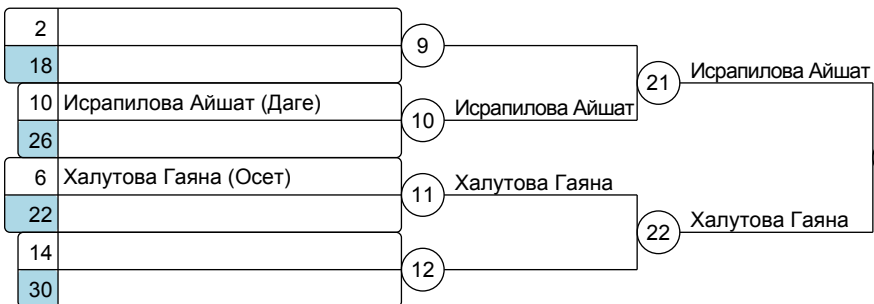 2
9
18
21 Исрапилова Айшат
10 Исрапилова Айшат (Даге)
10 Исрапилова Айшат
26
6 Халутова Гаяна (Осет)
11 Халутова Гаяна
22
22 Халутова Гаяна
14
12
30